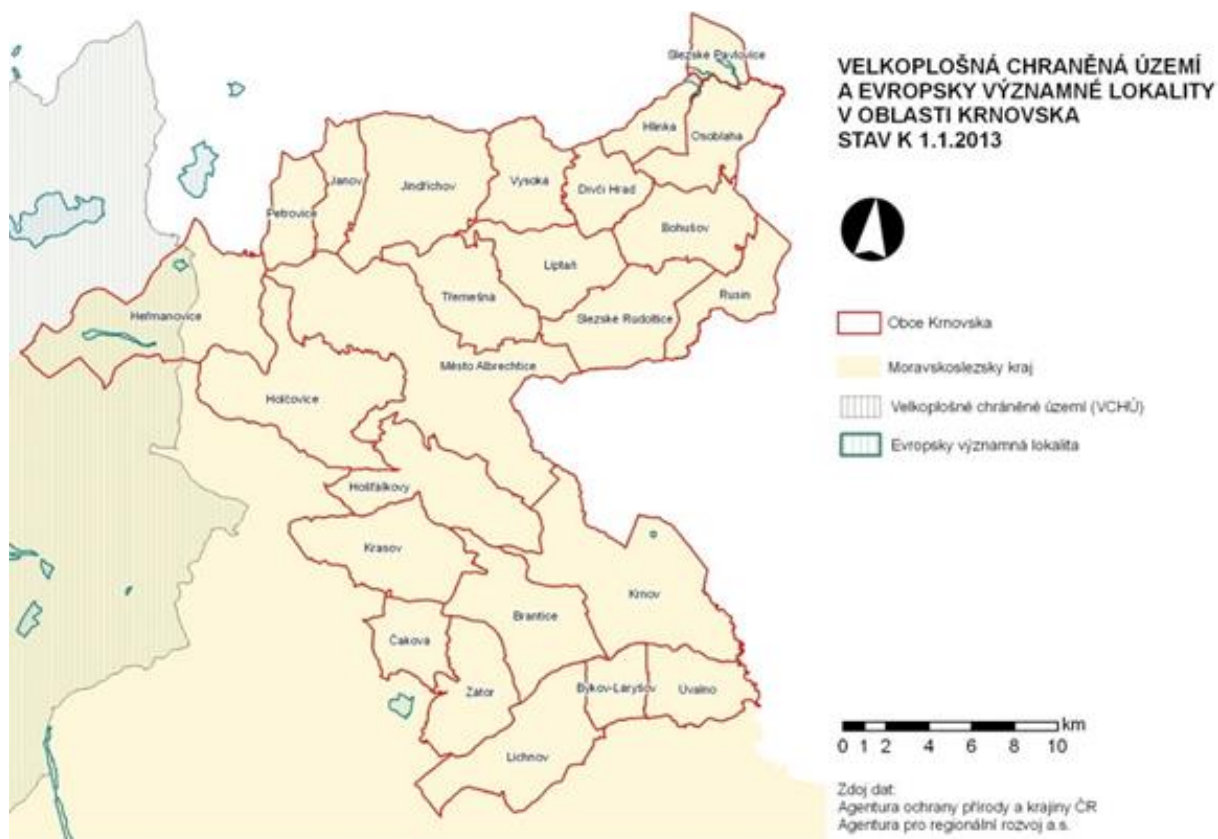 VELKOPLOŠNÁ CHRANĚNÁ ÚZEMÍ
A EVROPSKY VÝZNAMNÉ LOKALITY
V OBLASTI KRNOVSKA
STAV K 1.1.2013
Slezské Pavlovice
Hlinka
Osoblaha
Janov
Jindřichov
Vysoká
Divčí Hrad
Petrovice
Bohušov
Liptaň
Heřmanovice
Třemešná
Rusín
Slezské Rudoltice
Město Albrechtice
Holčovice
Hošťálkovy
Krasov
Krnov
Brantice
Čaková
Zátor
Býkov-Láryšov
Úvalno
Lichnov
Obce Krnovska
Moravskoslezsky kraj
Velkoplošné chráněné území (VCHÚ)
Evropsky významná lokalita
km
0 1 2 4 6 8 10
Zdoj dat:
Agentura ochrany přírody a krajiny ČR
Agentura pro regionální rozvoj a.s.